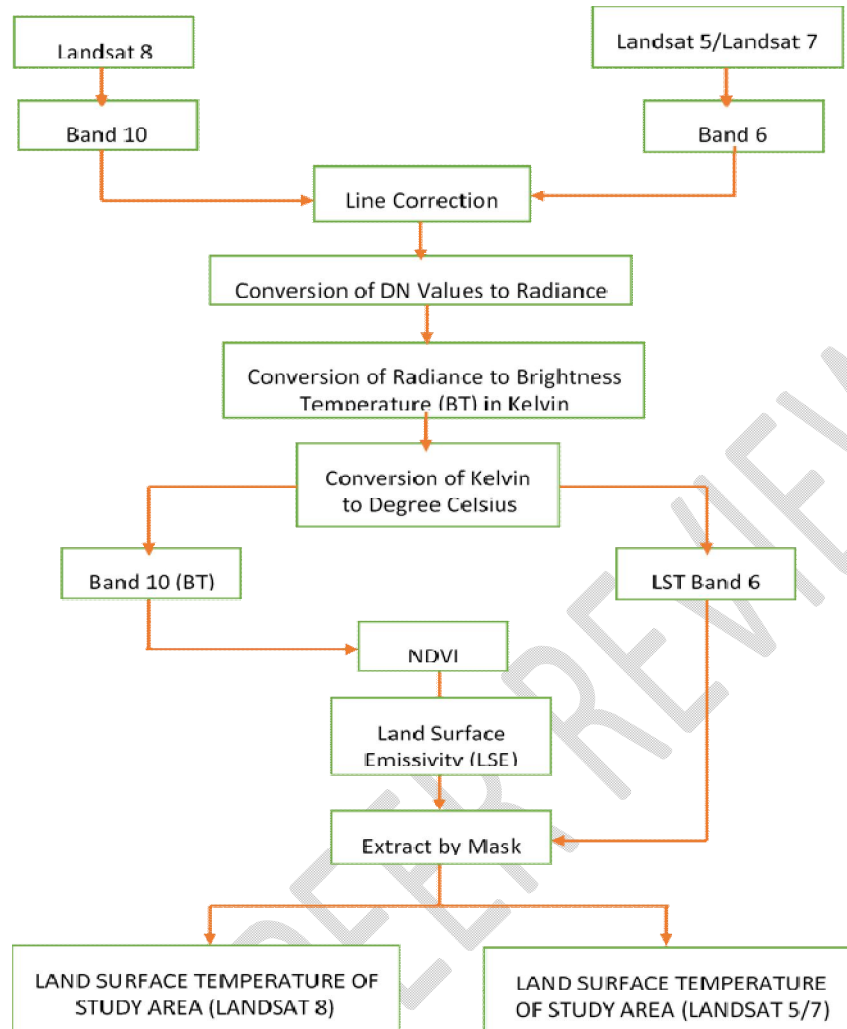 Landsat 8
Landsat 5/Landsat 7
Band 10
Band 6
Line Correction
Conversion of DN Values to Radiance
Conversion of Radiance to Brightness
Temperature (BT) in Kelvin
Conversion of Kelvin
to Degree Celsius
Band 10 (BT)
LST Band 6
NDVI
Land Surface
Emissivity (LSE)
Extract by Mask
LAND SURFACE TEMPERATURE OF
STUDY AREA (LANDSAT 8)
LAND SURFACE TEMPERATURE
OF STUDY AREA (LANDSAT 5/7)
PEER REVIEW